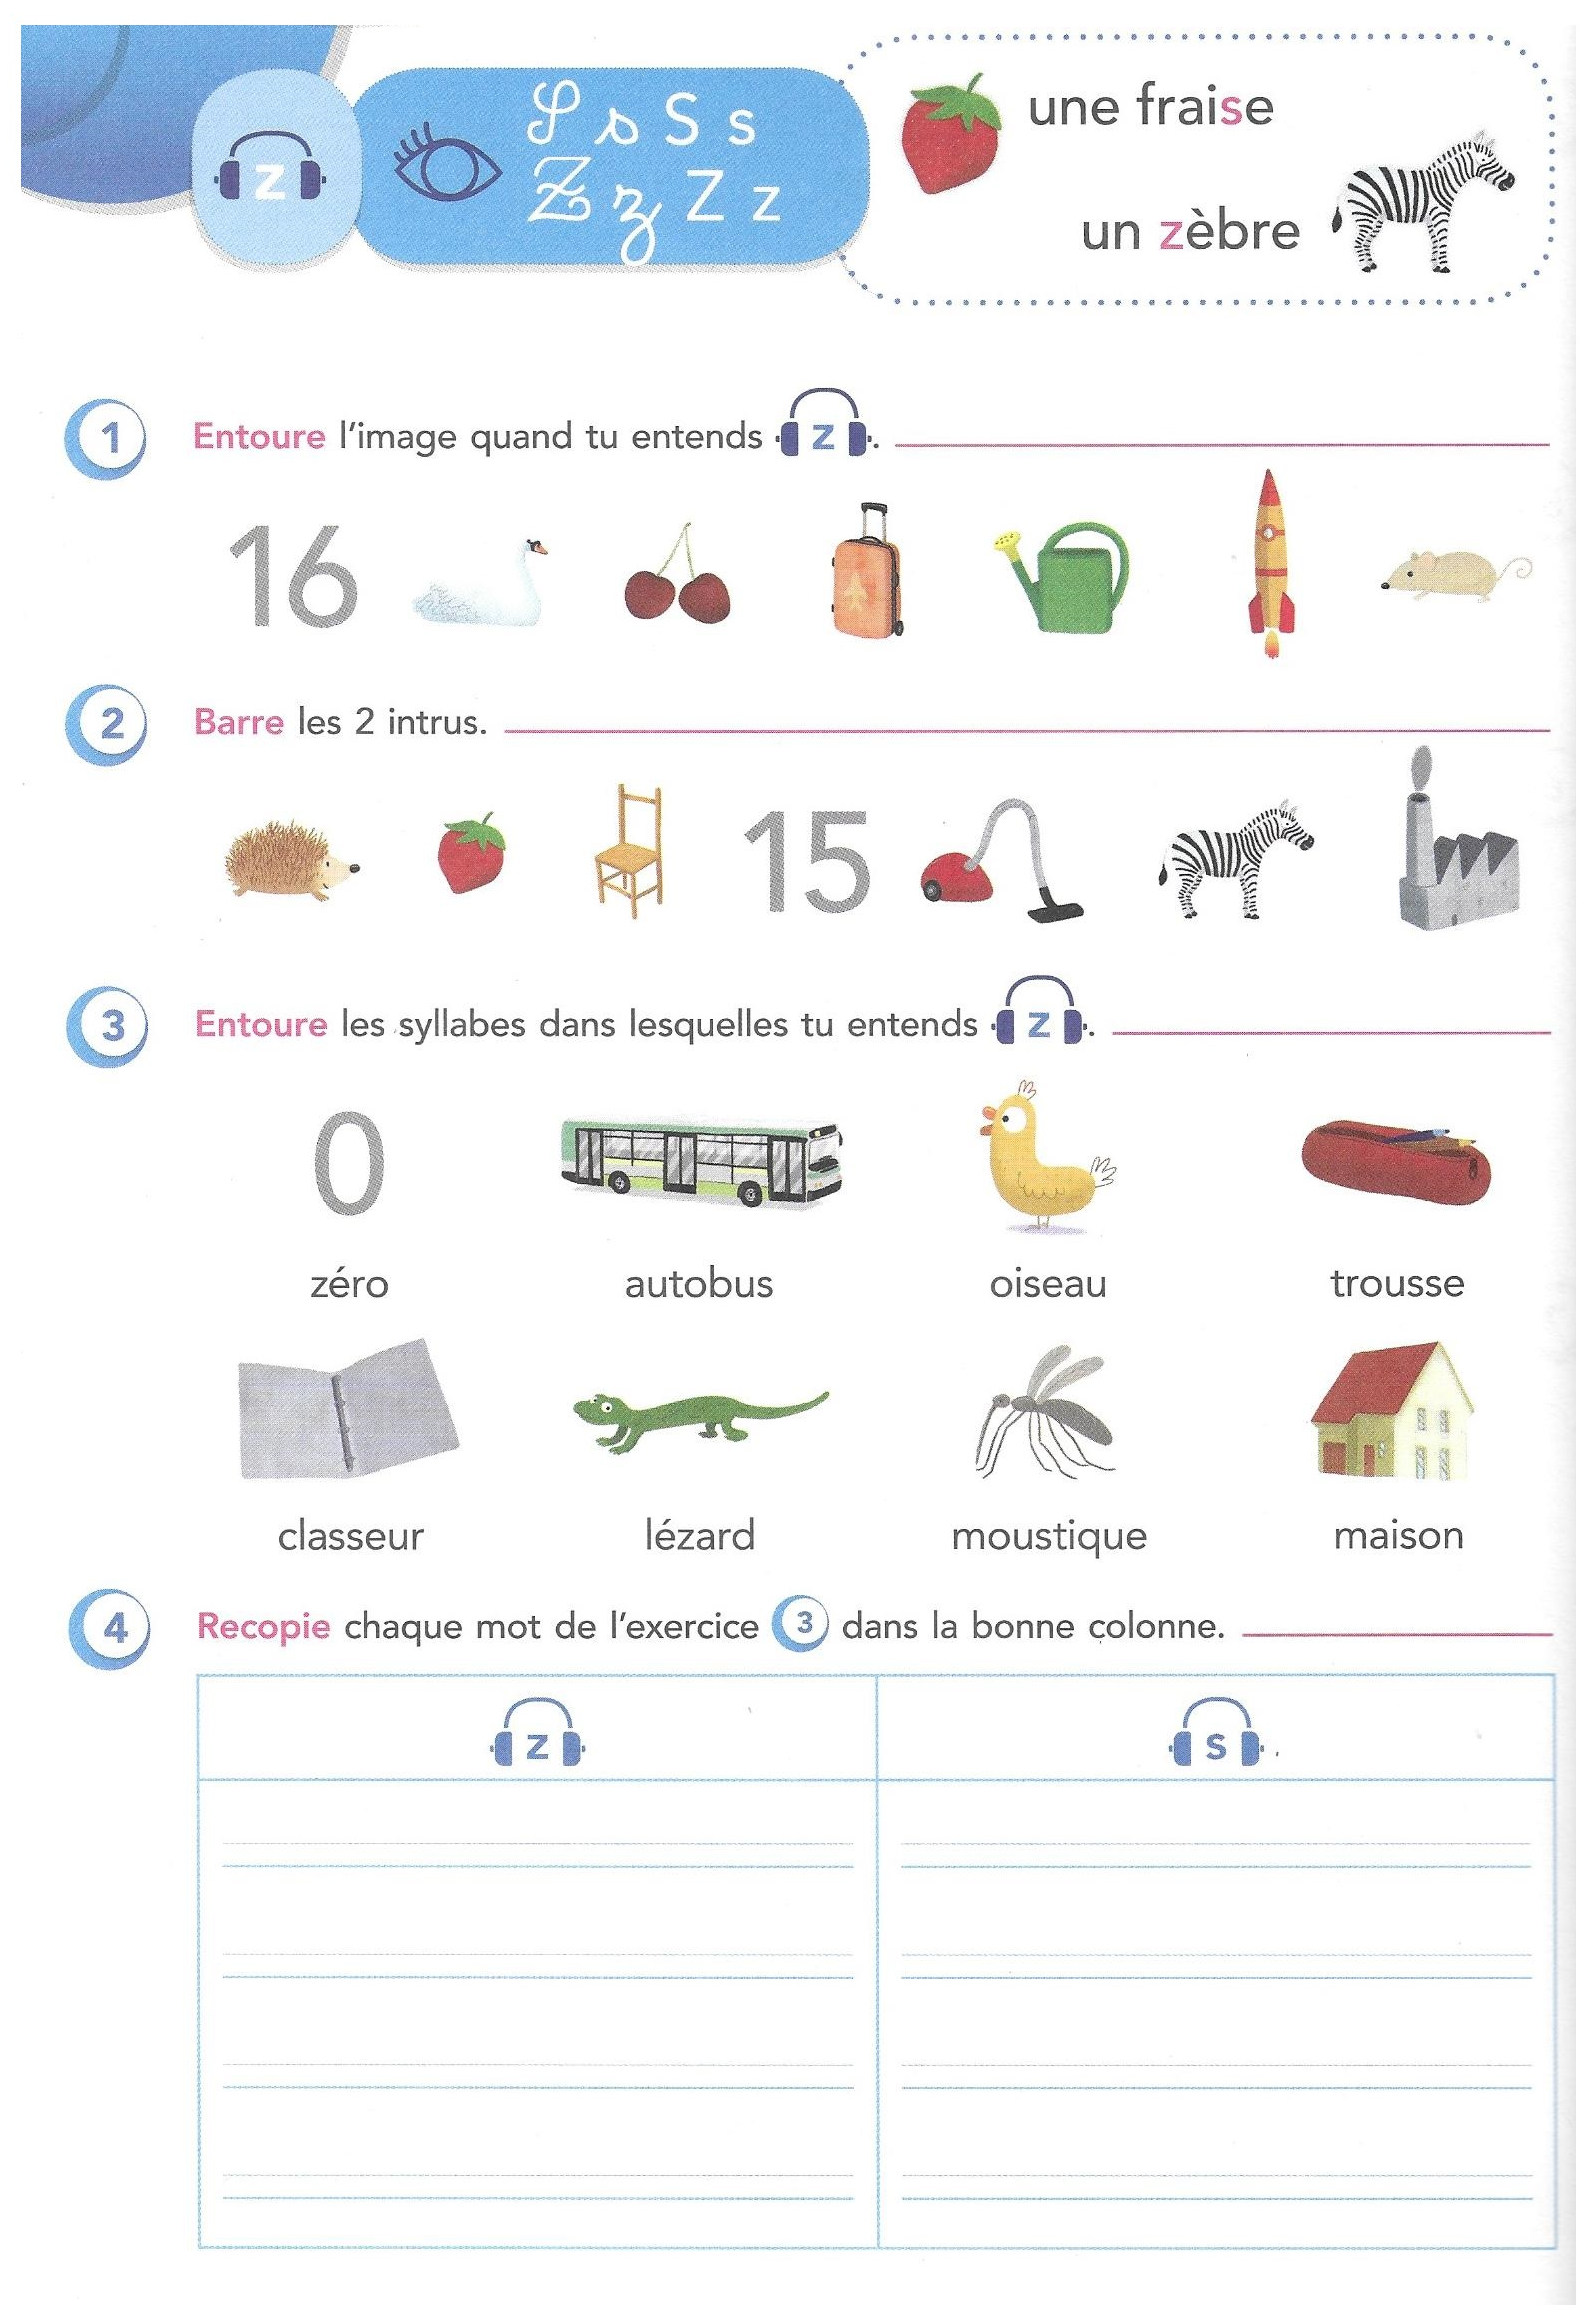 z
S s S s
Z z Z z
une fraise
un zèbre
1 Entoure l'image quand tu entends z .
16
2 Barre les 2 intrus.
15
3 Entoure les syllabes dans lesquelles tu entends z .
0
zéro autobus oiseau trousse
classeur lézard moustique maison
4 Recopie chaque mot de l'exercice 3 dans la bonne colonne.
z s